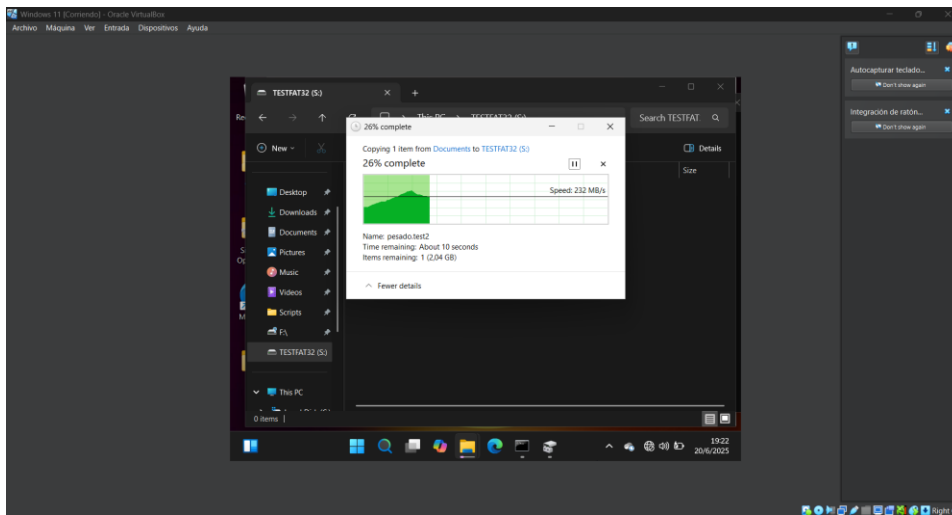 Windows 11 [Corriendo] - Oracle VirtualBox
Archivo Máquina Ver Entrada Dispositivos Ayuda
Autocapturar teclado...
Don't show again
Integración de ratón...
Don't show again
TESTFAT32 (S:)
This PC TESTFAT32 (S:)
Search TESTFAT
New
Details
Size
26% complete
Copying 1 item from Documents to TESTFAT32 (S:)
26% complete
Speed: 232 MB/s
Name: pesado.test2
Time remaining: About 10 seconds
Items remaining: 1 (2,04 GB)
Fewer details
Desktop
Downloads
Documents
Pictures
Music
Videos
Scripts
F:\
TESTFAT32 (S:)
This PC
0 items
19:22
20/6/2025
Right